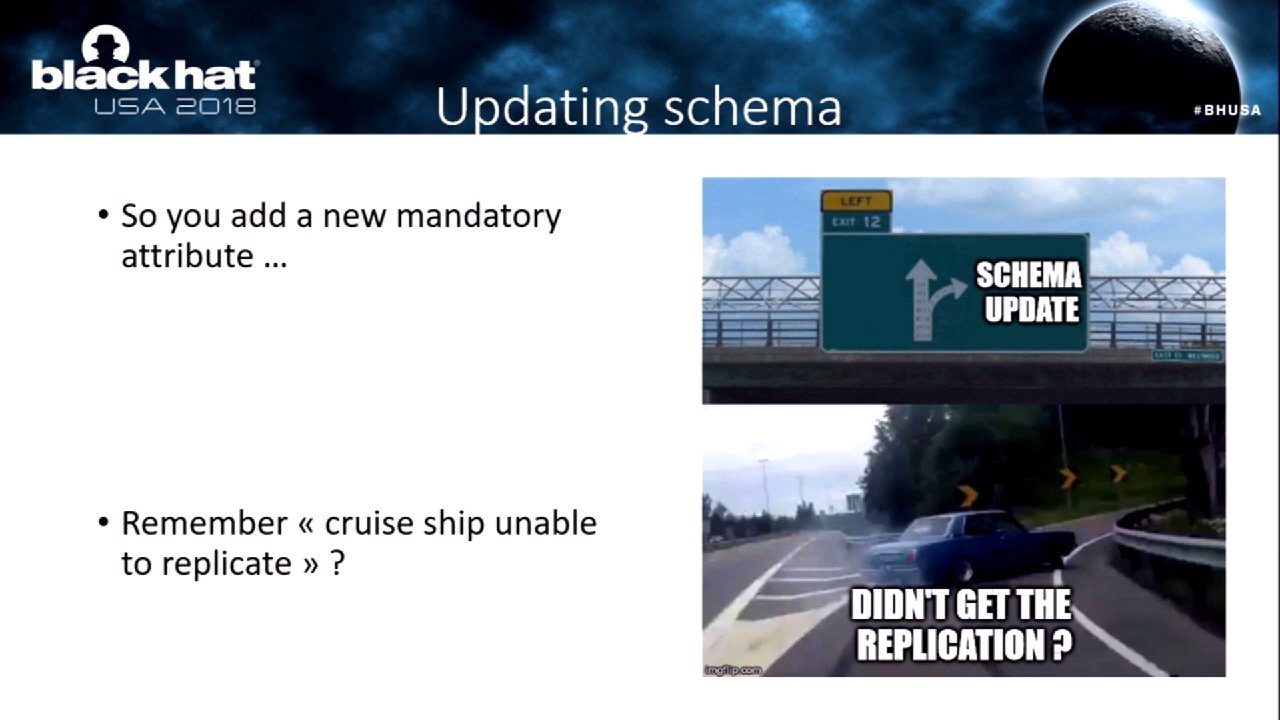 black hat
USA 2018
Updating schema
#BHUSA
• So you add a new mandatory
attribute ...
• Remember « cruise ship unable
to replicate » ?
LEFT
EXIT 12
SCHEMA
UPDATE
DIDN'T GET THE
REPLICATION ?
imgflip.com